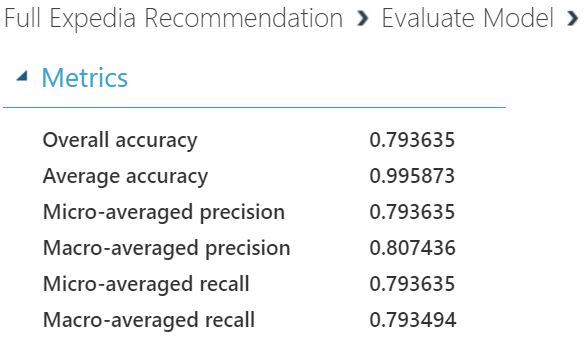 Full Expedia Recommendation › Evaluate Model ›
Metrics
Overall accuracy 0.793635
Average accuracy 0.995873
Micro-averaged precision 0.793635
Macro-averaged precision 0.807436
Micro-averaged recall 0.793635
Macro-averaged recall 0.793494